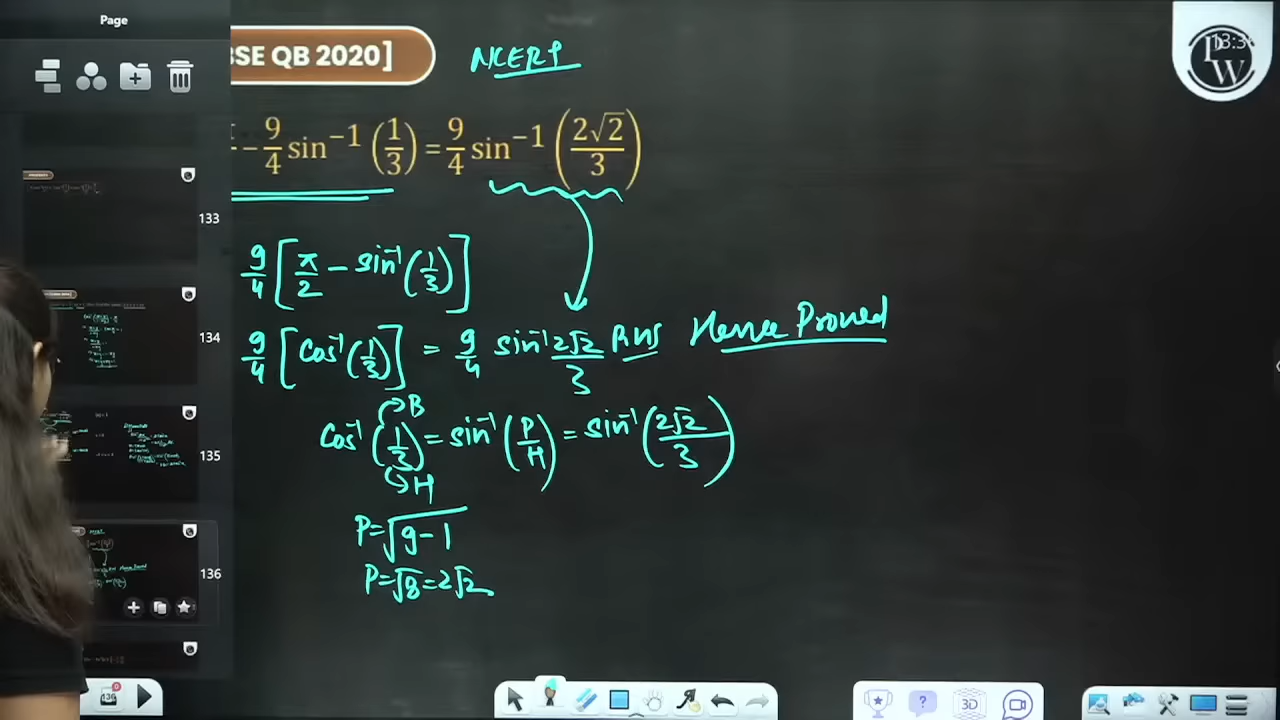 Page
SE QB 2020]
NCERT
- 9/4 sin⁻¹ (1/3) = 9/4 sin⁻¹ (2√2/3)
9/4 [π/2 - sin⁻¹ (1/3)]
9/4 [Cos⁻¹ (1/3)] = 9/4 sin⁻¹ 2√2/3 RHS Hence Proved
→B
Cos⁻¹ (1/3) = sin⁻¹ (P/H) = sin⁻¹ (2√2/3)
→H
P=√9-1
P=√8=2√2
133
134
135
136
136
3D